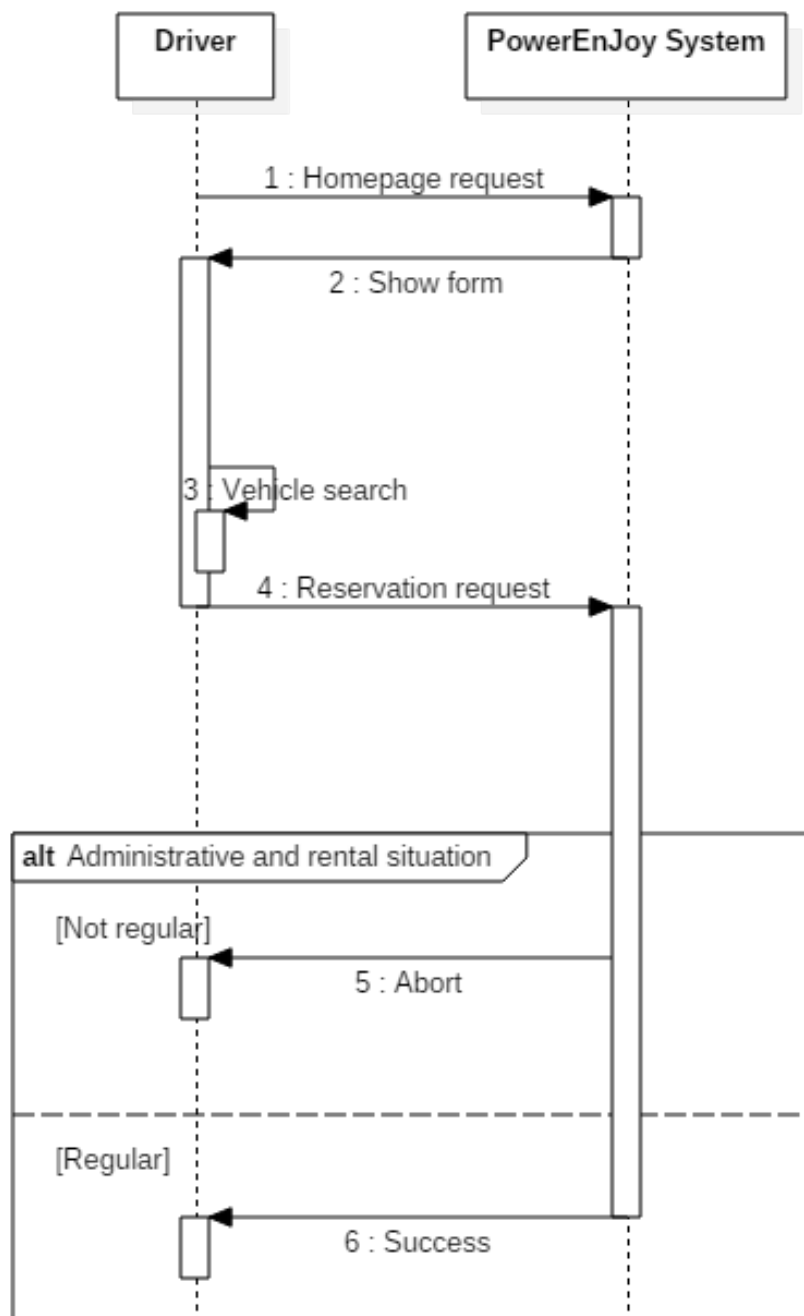 Driver
PowerEnJoy System
1 : Homepage request
2 : Show form
3 : Vehicle search
4 : Reservation request
alt Administrative and rental situation
[Not regular]
5 : Abort
[Regular]
6 : Success